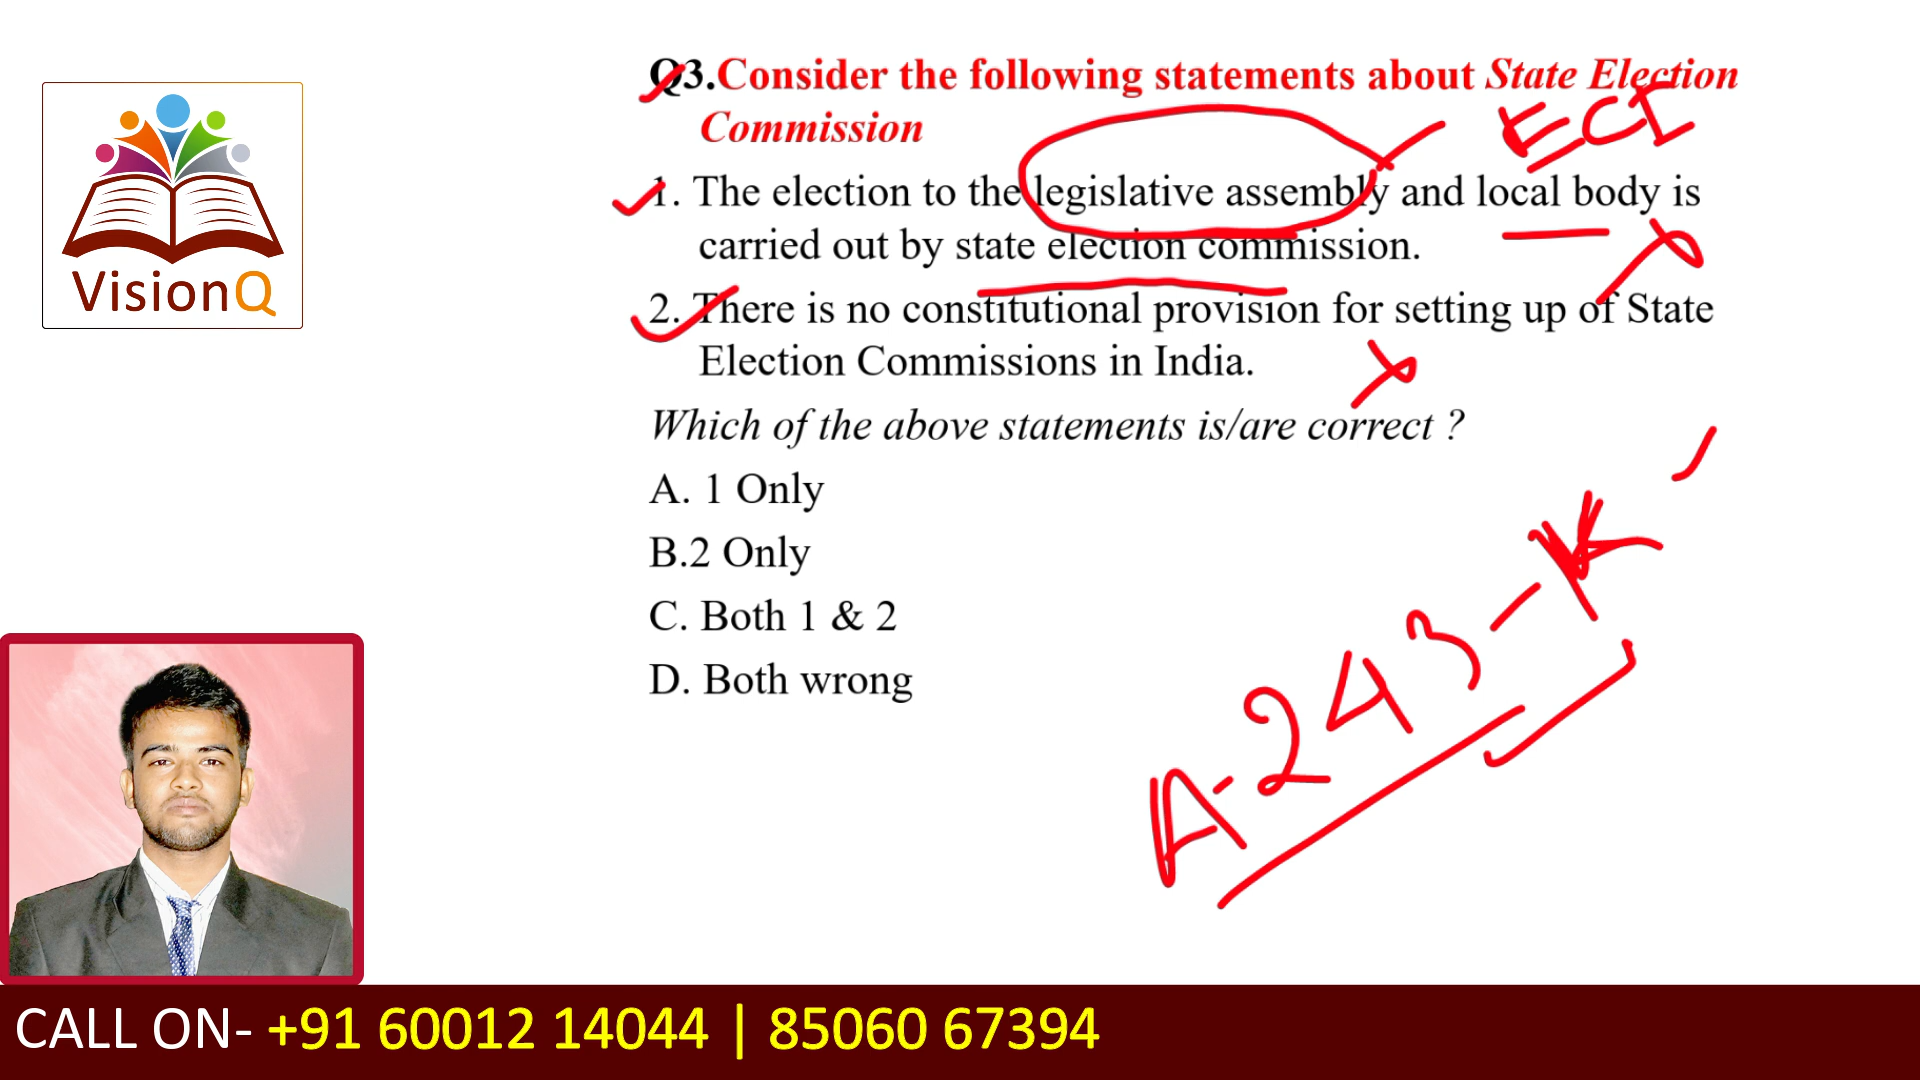 VisionQ
Q3.Consider the following statements about State Election
Commission
ECI
1. The election to the legislative assembly and local body is
carried out by state election commission.
2. There is no constitutional provision for setting up of State
Election Commissions in India.
Which of the above statements is/are correct ?
A. 1 Only
B.2 Only
C. Both 1 & 2
D. Both wrong
A-243-K
CALL ON- +91 60012 14044 | 85060 67394